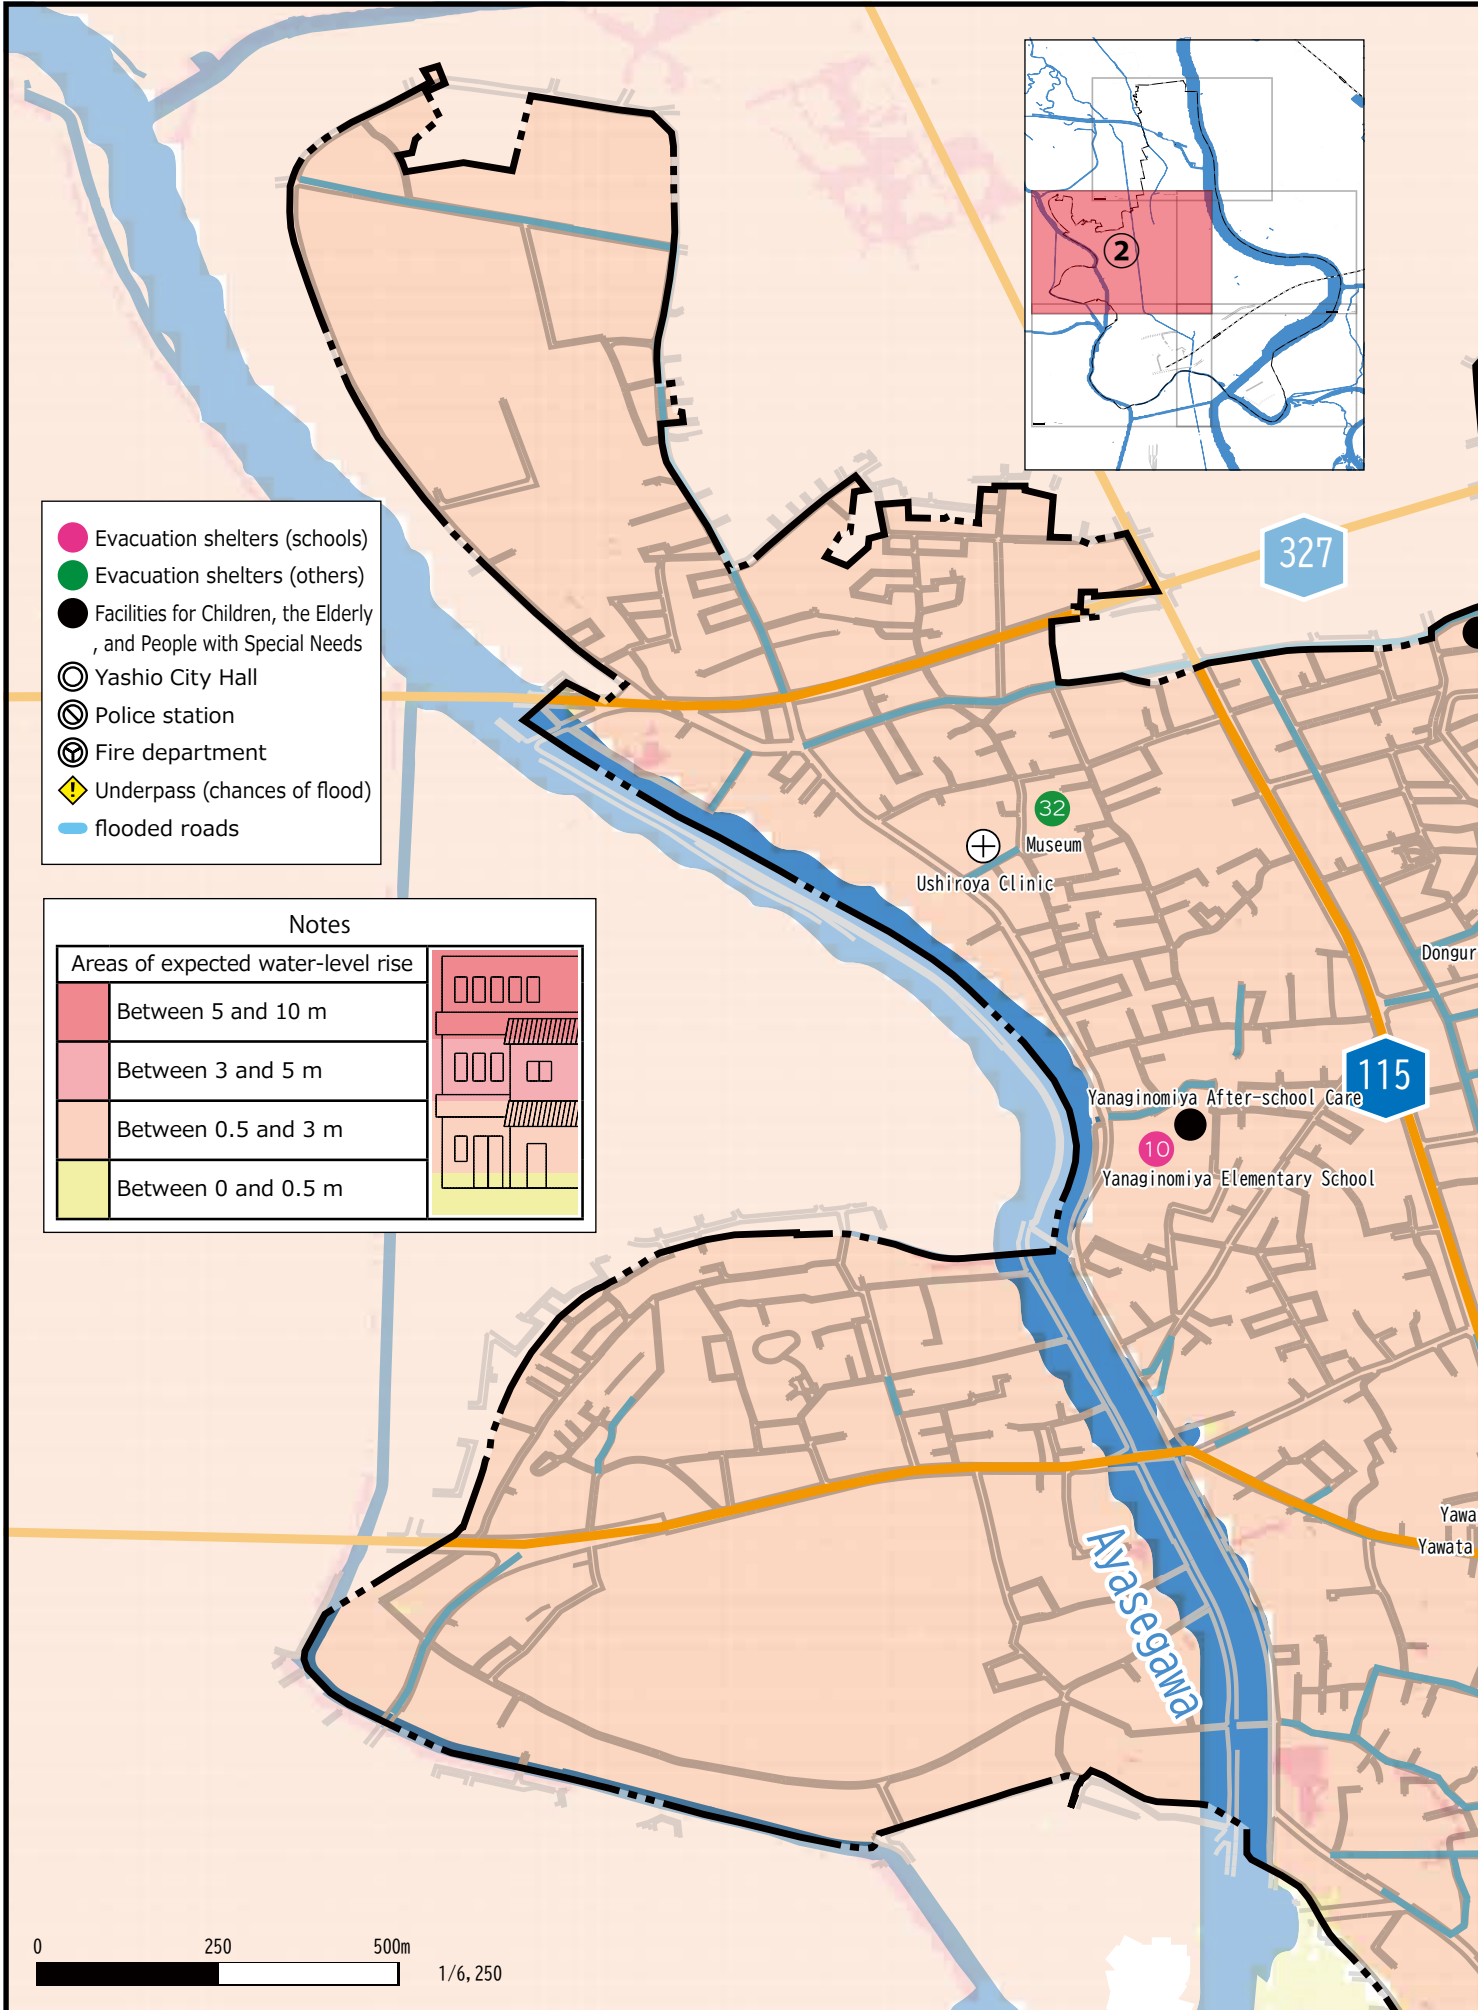 2
327
Evacuation shelters (schools)
Evacuation shelters (others)
Facilities for Children, the Elderly
, and People with Special Needs
Yashio City Hall
Police station
Fire department
! Underpass (chances of flood)
flooded roads
32
Museum
Ushiroya Clinic
Notes
Areas of expected water-level rise
Between 5 and 10 m
Between 3 and 5 m
Between 0.5 and 3 m
Between 0 and 0.5 m
Dongur
115
Yanaginomiya After-school Care
10
Yanaginomiya Elementary School
Yawa
Yawata
Ayasegawa
0 250 500m
1/6,250